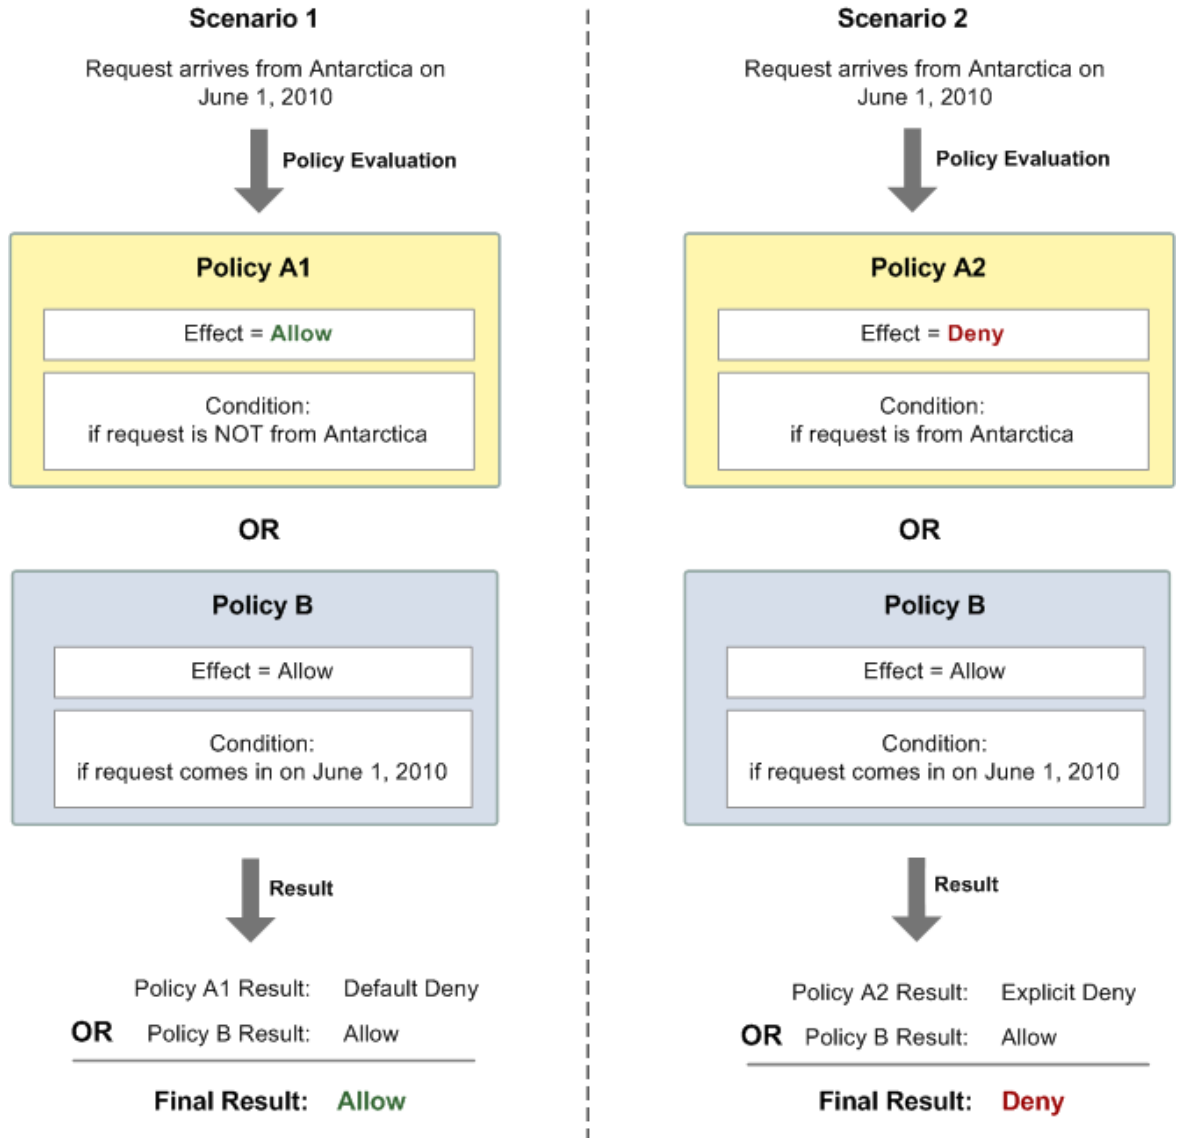 Scenario 1
Request arrives from Antarctica on
June 1, 2010
Policy Evaluation
Policy A1
Effect = Allow
Condition:
if request is NOT from Antarctica
OR
Policy B
Effect = Allow
Condition:
if request comes in on June 1, 2010
Result
Policy A1 Result: Default Deny
OR Policy B Result: Allow
Final Result: Allow
Scenario 2
Request arrives from Antarctica on
June 1, 2010
Policy Evaluation
Policy A2
Effect = Deny
Condition:
if request is from Antarctica
OR
Policy B
Effect = Allow
Condition:
if request comes in on June 1, 2010
Result
Policy A2 Result: Explicit Deny
OR Policy B Result: Allow
Final Result: Deny